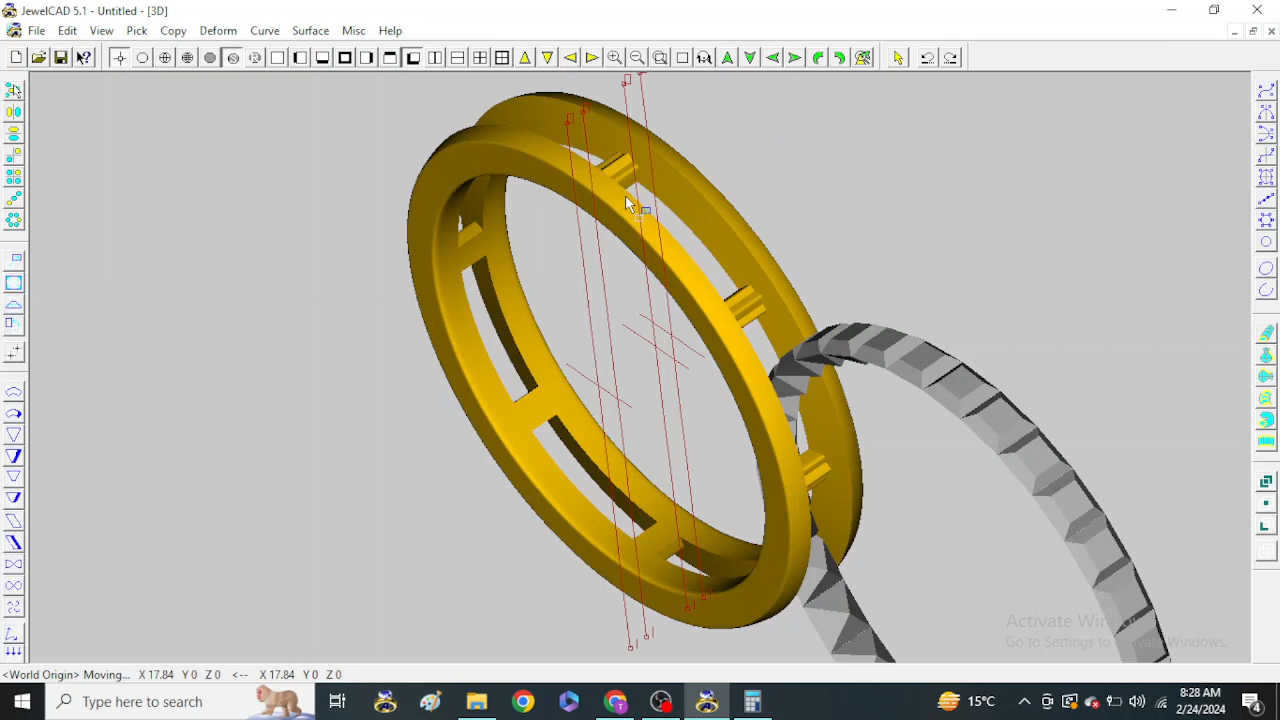 JewelCAD 5.1 - Untitled - [3D]
File Edit View Pick Copy Deform Curve Surface Misc Help
Go to Settings to activate Windows.
<World Origin> Moving... X 17.84 Y 0 Z 0 <-- X 17.84 Y 0 Z 0
Type here to search
15°C
8:28 AM
2/24/2024
4